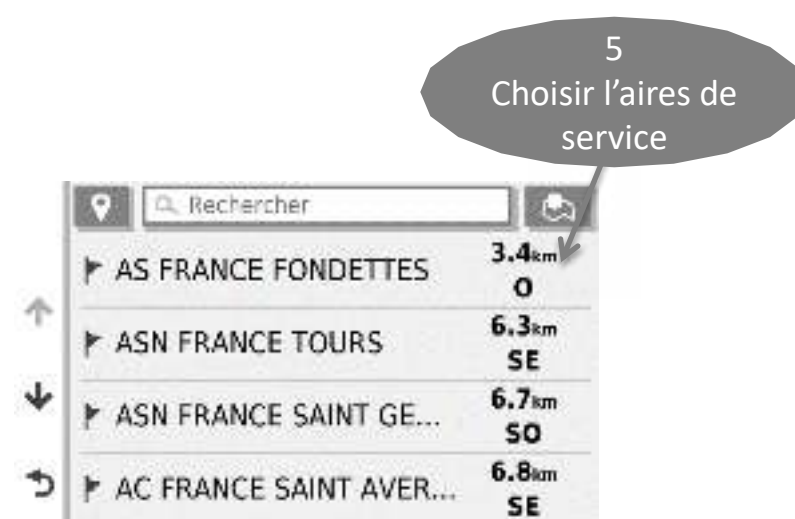 5
Choisir l’aires de
service
Rechercher
AS FRANCE FONDETTES 3.4km
O
ASN FRANCE TOURS 6.3km
SE
ASN FRANCE SAINT GE... 6.7km
SO
AC FRANCE SAINT AVER... 6.8km
SE